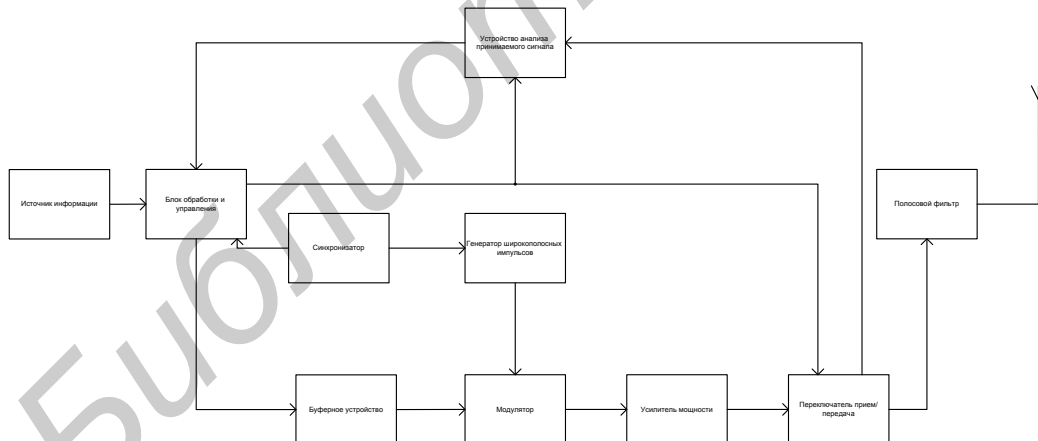 Устройство анализа
принимаемого сигнала
Источник информации
Блок обработки и
управления
Полосовой фильтр
Синхронизатор
Генератор широкополосных
импульсов
Буферное устройство
Модулятор
Усилитель мощности
Переключатель прием/
передача